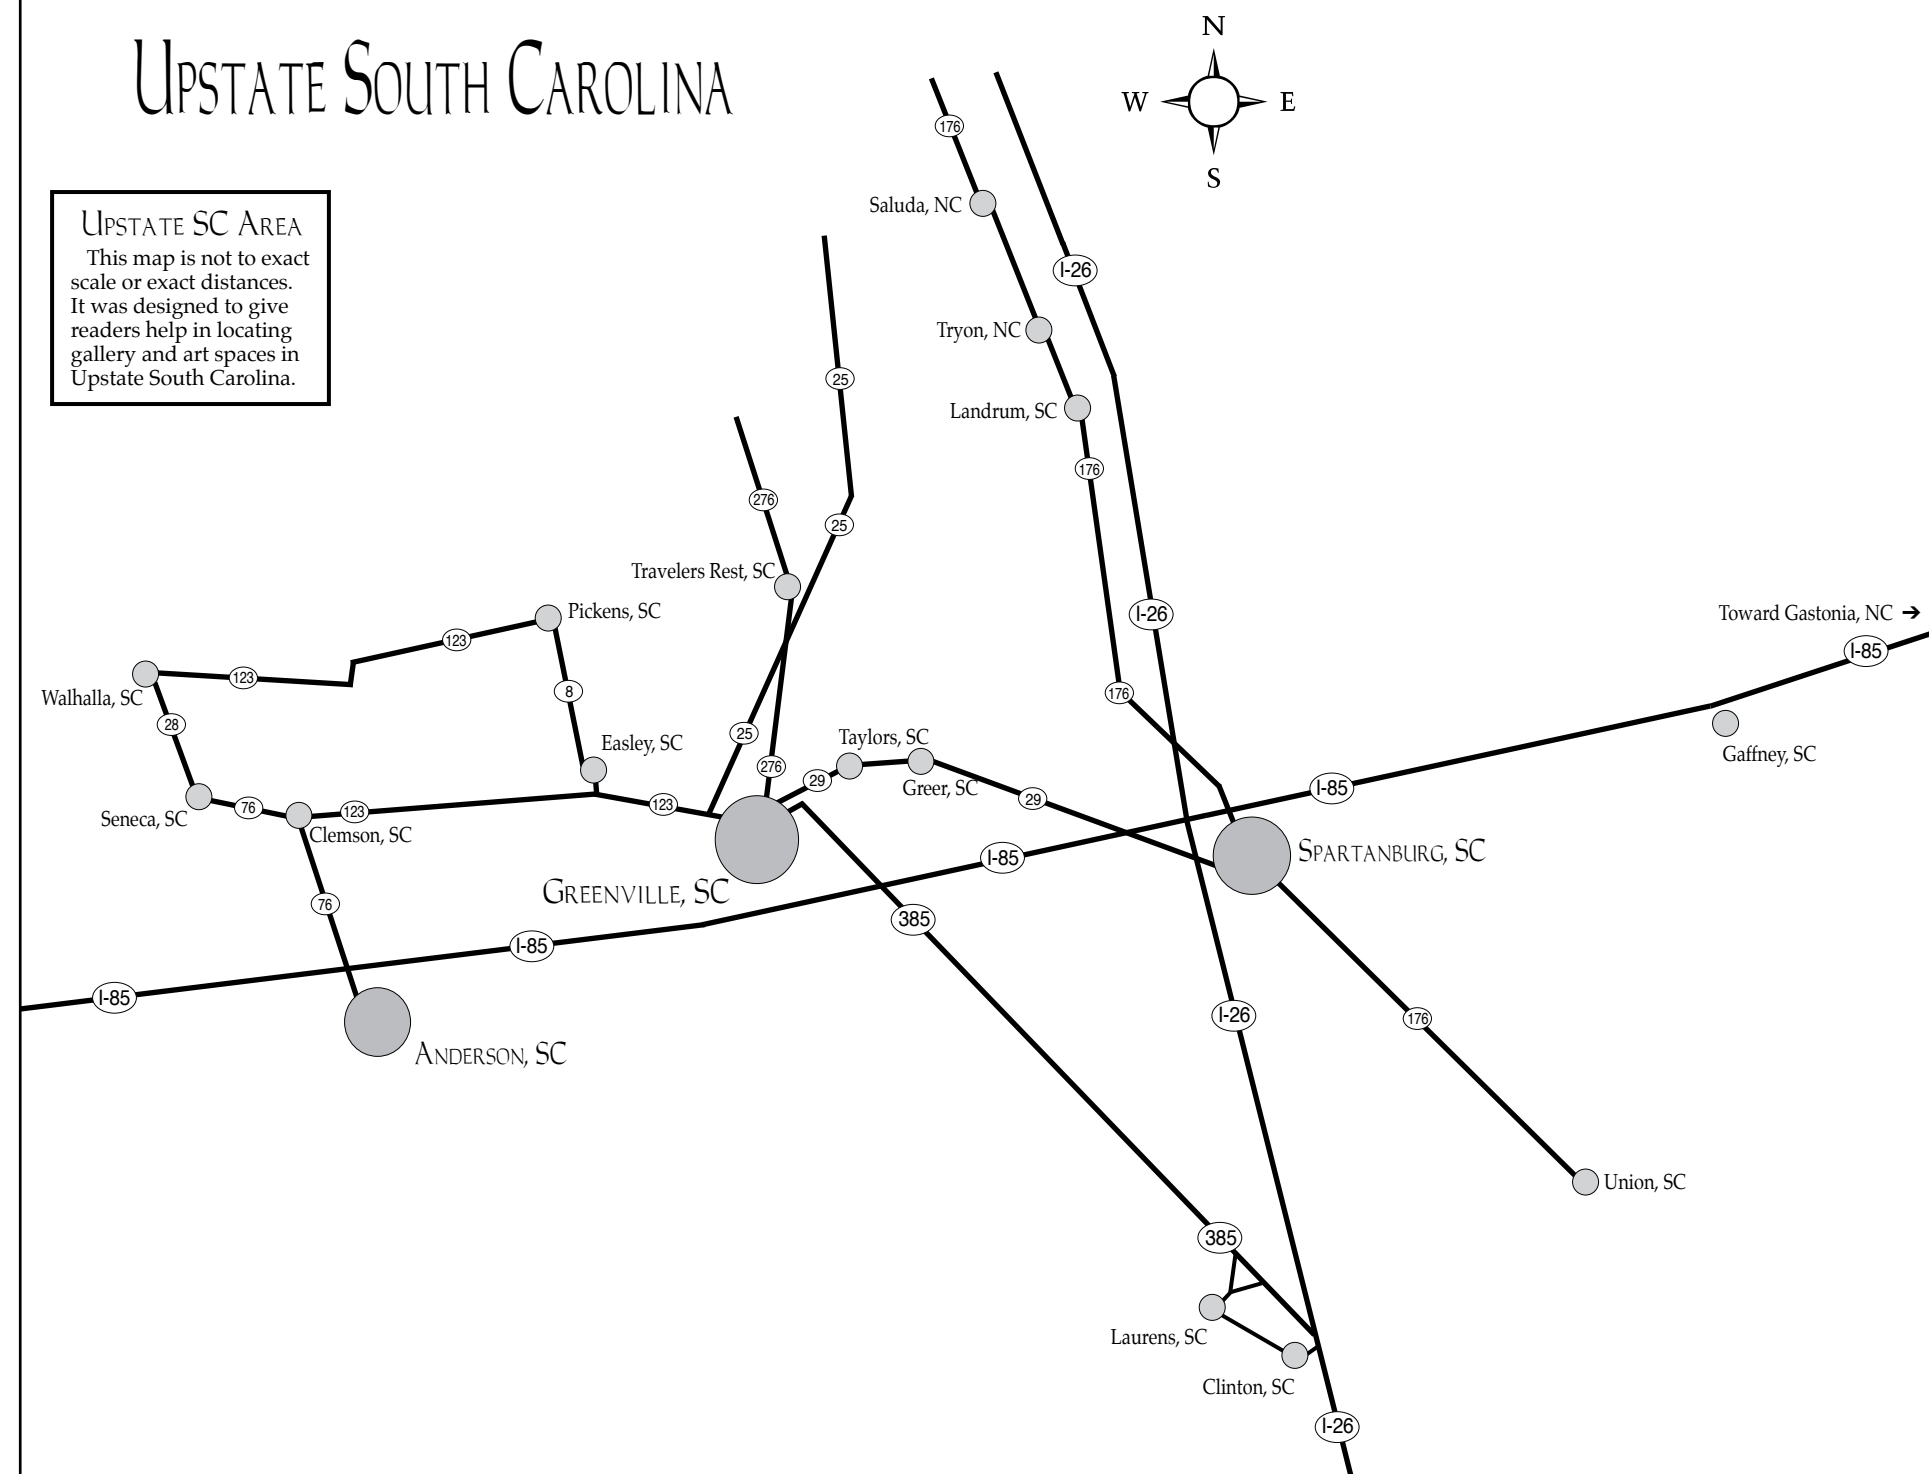 UPSTATE SOUTH CAROLINA
N
W E
S
UPSTATE SC AREA
This map is not to exact
scale or exact distances.
It was designed to give
readers help in locating
gallery and art spaces in
Upstate South Carolina.
176
Saluda, NC
I-26
Tryon, NC
25
Landrum, SC
176
276
25
Travelers Rest, SC
Pickens, SC
I-26
Toward Gastonia, NC ➔
123
I-85
123
Walhalla, SC
8
176
28
25
Easley, SC
Taylors, SC
Gaffney, SC
276
29
Greer, SC
I-85
29
Seneca, SC
76
123
123
Clemson, SC
I-85
SPARTANBURG, SC
GREENVILLE, SC
76
385
I-85
I-85
I-26
176
ANDERSON, SC
Union, SC
385
Laurens, SC
Clinton, SC
I-26